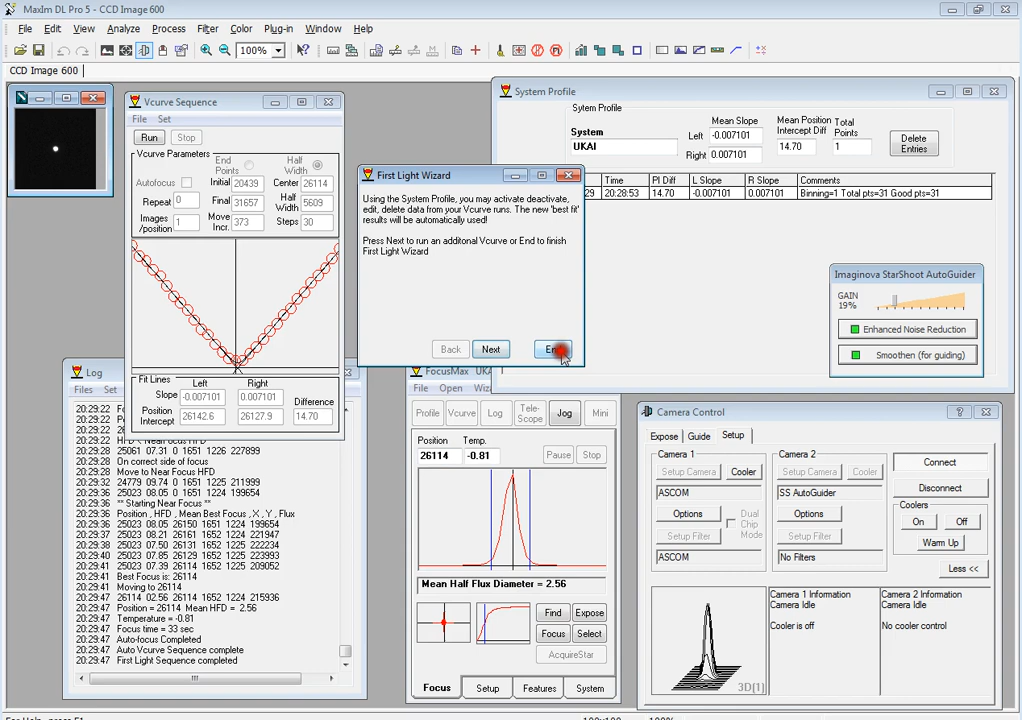 MaxIm DL Pro 5 - CCD Image 600
File Edit View Analyze Process Filter Color Plug-in Window Help
100%
CCD Image 600
Vcurve Sequence
File Set
Run Stop
Vcurve Parameters
End Points
Half Width
Autofocus
Initial 20439 Center 26114
Repeat 0
Final 31657 Half Width 5609
Images /position 1
Move Incr. 373 Steps 30
Fit Lines Left Right
Slope -0.007101 0.007101 Difference
Position Intercept 26142.6 26127.9 14.70
System Profile
Sytem Profile
System
UKAI
Mean Slope
Left -0.007101
Right 0.007101
Mean Position Intercept Diff
14.70
Total Points
1
Delete Entries
Time PI Diff L Slope R Slope Comments
29 20:28:53 14.70 -0.007101 0.007101 Binning=1 Total pts=31 Good pts=31
First Light Wizard
Using the System Profile, you may activate deactivate,
edit, delete data from your Vcurve runs. The new 'best fit'
results will be automatically used!
Press Next to run an additonal Vcurve or End to finish
First Light Wizard
Back Next
Imaginova StarShoot AutoGuider
GAIN
19%
Enhanced Noise Reduction
Smoothen (for guiding)
Log
Files Set
20:29:22
20:29:28 25061 07.31 0 1651 1226 227899
20:29:28 On correct side of focus
20:29:28 Move to Near Focus HFD
20:29:32 24779 09.74 0 1651 1225 211999
20:29:36 25023 08.05 0 1651 1224 199654
20:29:36 ** Starting Near Focus **
20:29:36 Position , HFD , Mean Best Focus , X , Y , Flux
20:29:36 25023 08.05 26150 1651 1224 199654
20:29:37 25023 08.21 26161 1652 1224 221947
20:29:38 25023 07.50 26131 1652 1225 223993
20:29:40 25023 07.85 26129 1652 1225 223565
20:29:41 25023 07.39 26114 1651 1225 209052
20:29:41 Best Focus is: 26114
20:29:41 Moving to 26114
20:29:47 26114 02.56 26114 1652 1224 215936
20:29:47 Position = 26114 Mean HFD = 2.56
20:29:47 Temperature = -0.81
20:29:47 Focus time = 33 sec
20:29:47 Auto-focus Completed
20:29:47 Auto Vcurve Sequence complete
20:29:47 First Light Sequence completed
FocusMax
File Open
Profile Vcurve Log Tele-Scope Jog Mini
Position Temp.
26114 -0.81 Pause Stop
Mean Half Flux Diameter = 2.56
Find Expose
Focus Select
AcquireStar
Focus Setup Features System
Camera Control
Expose Guide Setup
Camera 1
Setup Camera Cooler
ASCOM
Options
Dual Chip Mode
Setup Filter
ASCOM
Camera 2
Setup Camera Cooler
SS AutoGuider
Options
Setup Filter
No Filters
Connect
Disconnect
Coolers
On Off
Warm Up
Less <<
3D[1]
Camera 1 Information
Camera Idle
Cooler is off
Camera 2 Information
Camera Idle
No cooler control